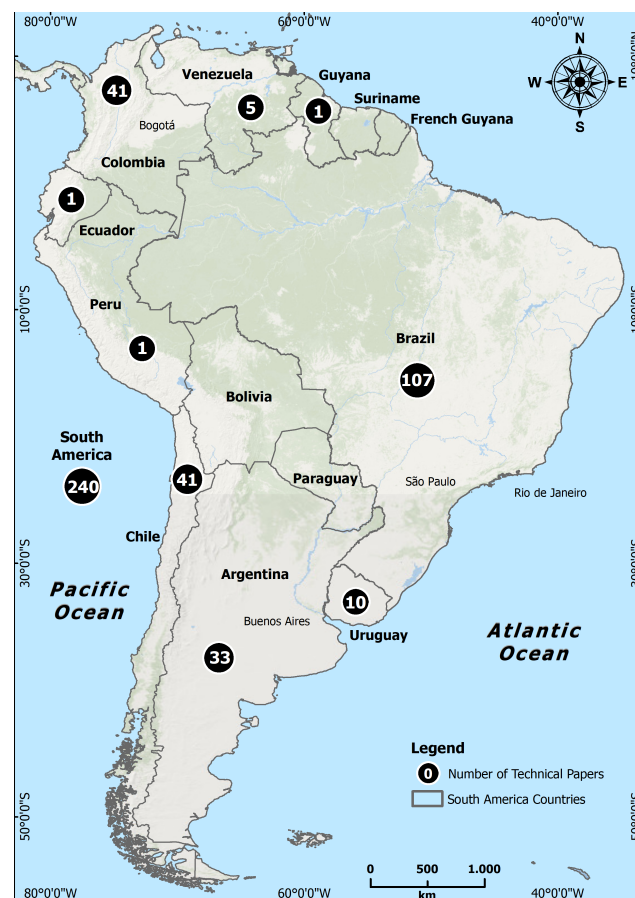 80°0'0"W
60°0'0"W
40°0'0"W
N
W
E
S
Venezuela
Guyana
Suriname
French Guyana
41
5
1
Bogotá
Colombia
1
Ecuador
Peru
10°0'0"S
1
Brazil
107
Bolivia
South
America
240
41
Paraguay
São Paulo
Rio de Janeiro
Chile
30°0'0"S
Argentina
Pacific
Ocean
10
Buenos Aires
Uruguay
Atlantic
Ocean
33
Legend
0 Number of Technical Papers
South America Countries
50°0'0"S
0 500 1.000
km
80°0'0"W
60°0'0"W
40°0'0"W